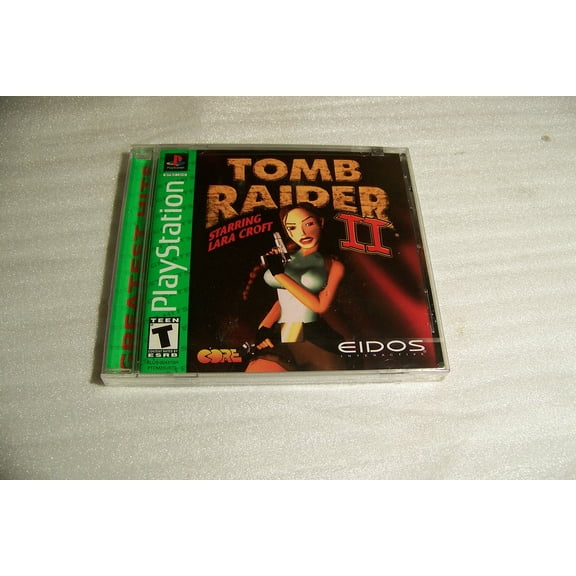 TOMB
RAIDER
II
STARRING
LARA CROFT
GREATEST HITS
PlayStation
TEEN
T
ESRB
CORE
EIDOS
INTERACTIVE